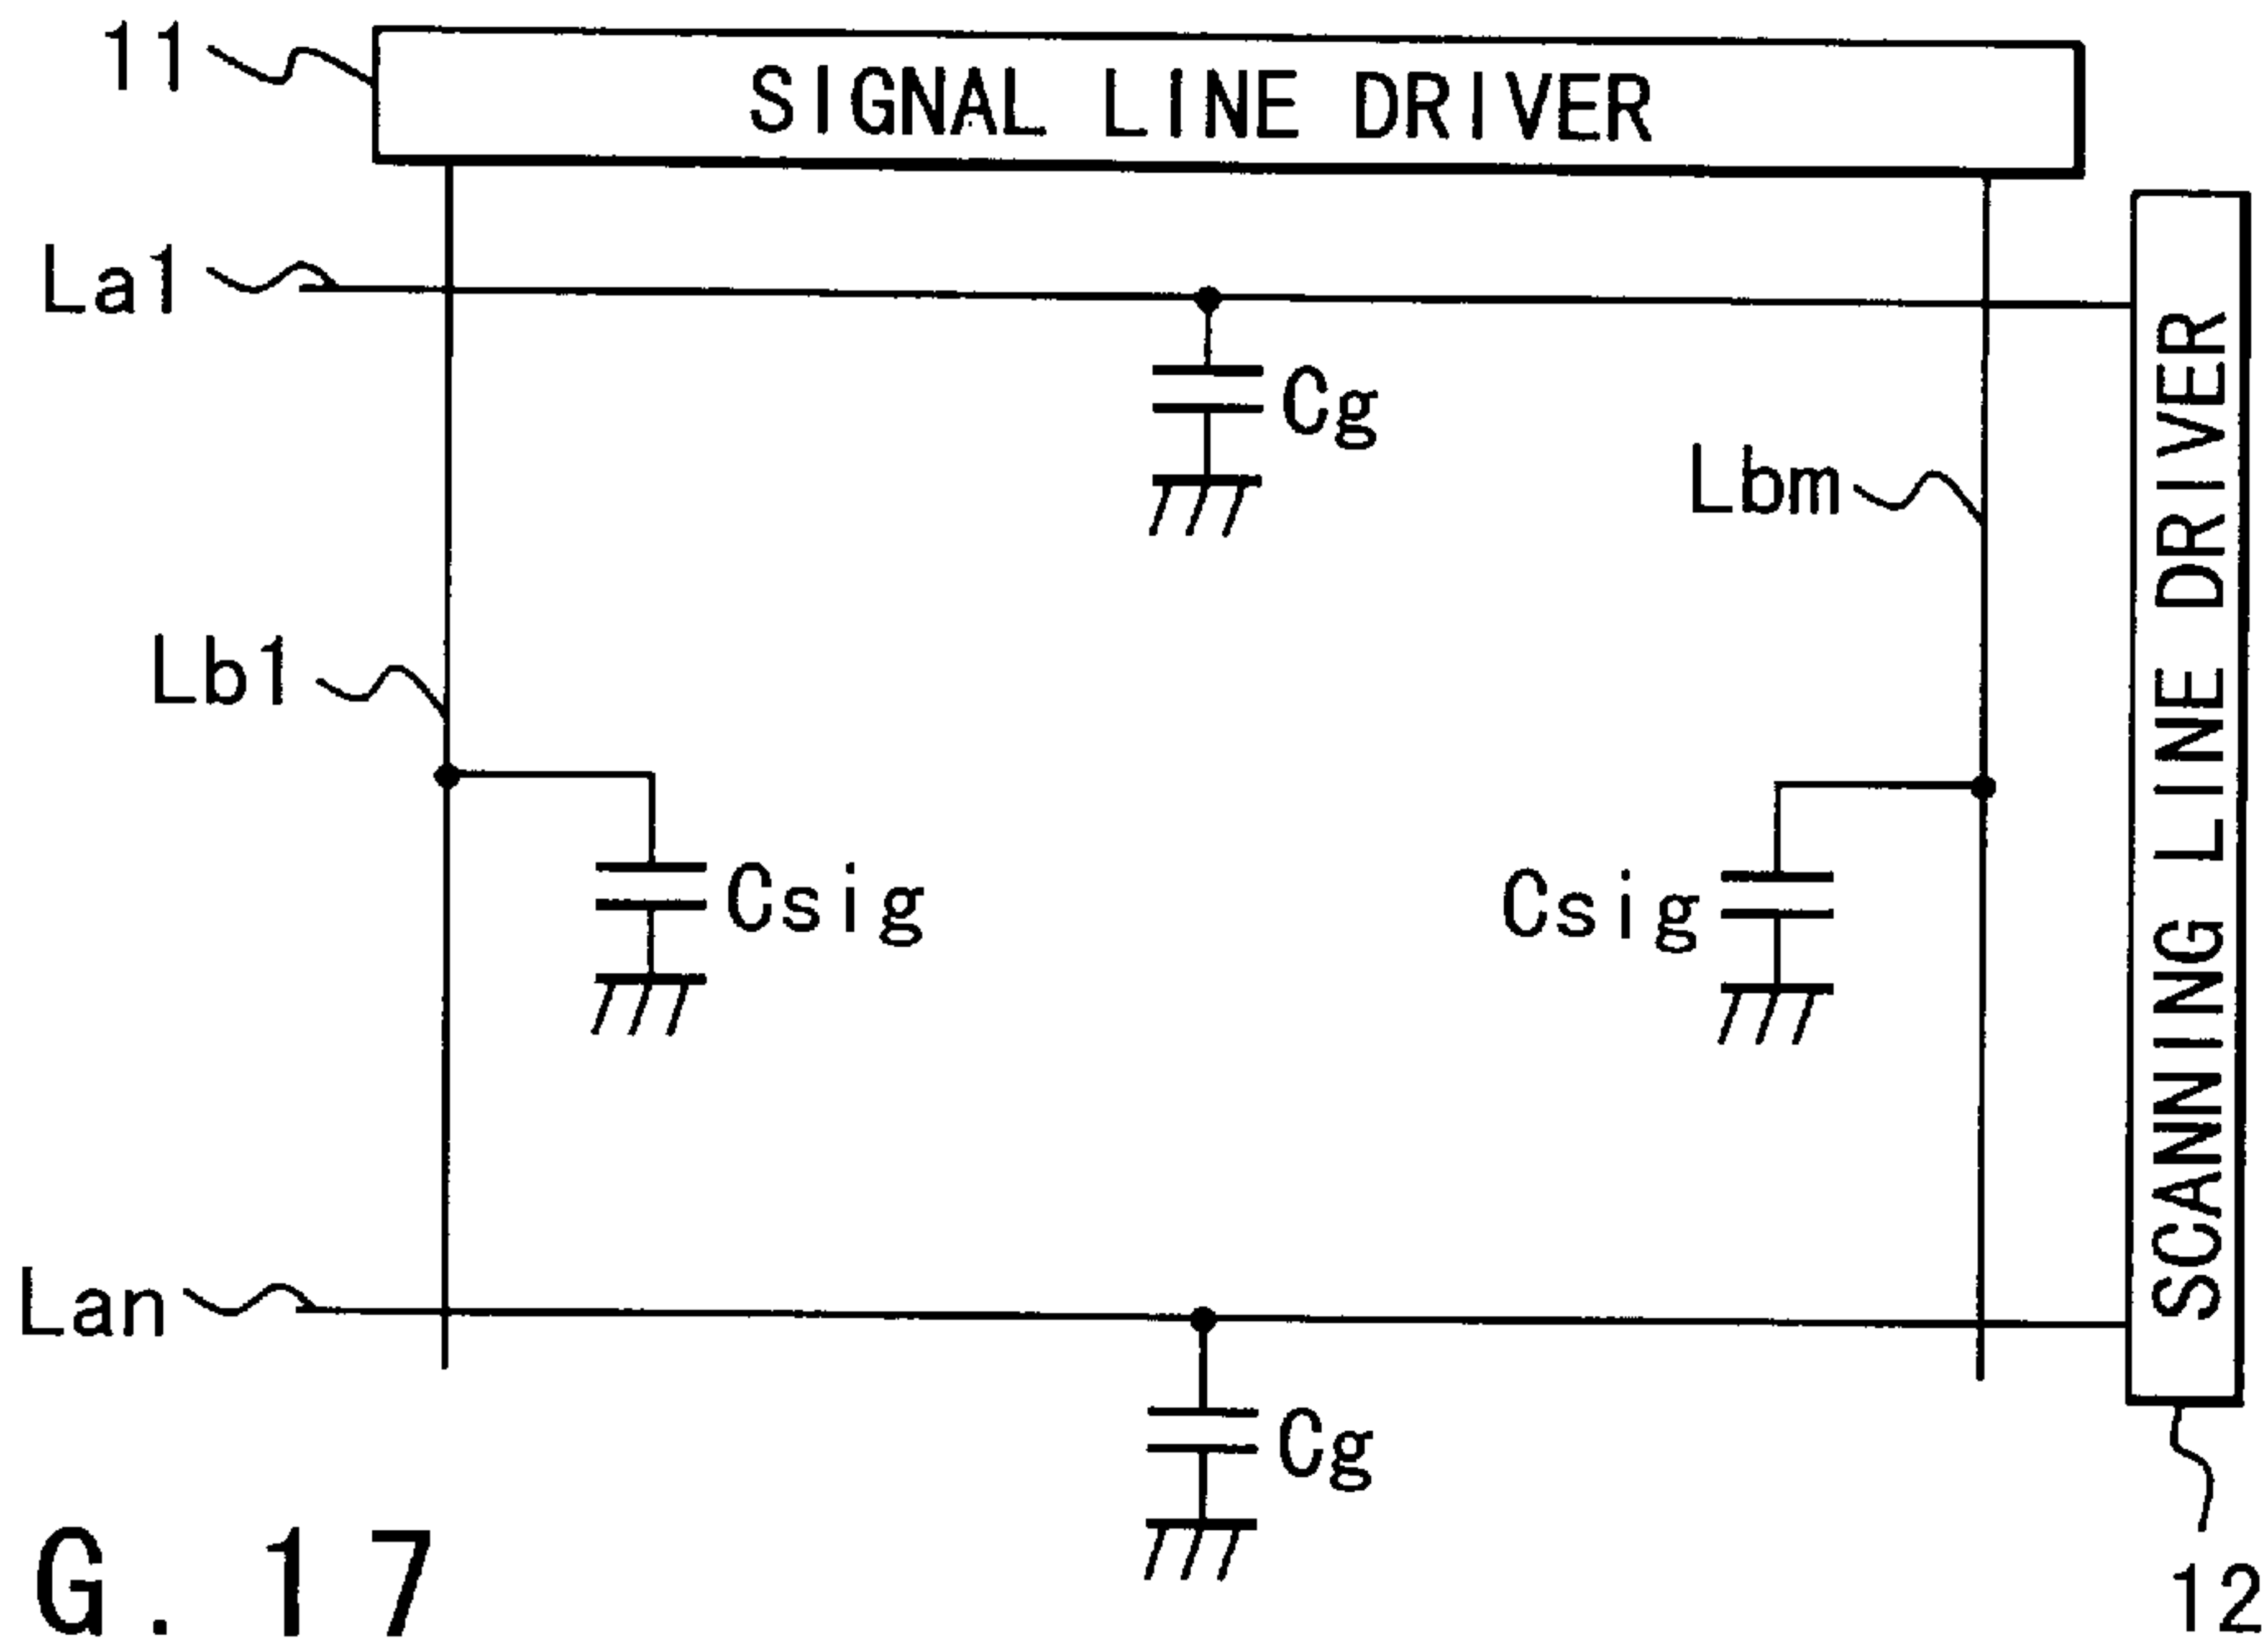 11
SIGNAL LINE DRIVER
La1
Cg
Lbm
SCANNING LINE DRIVER
Lb1
Csig
Csig
Lan
Cg
G. 17
12